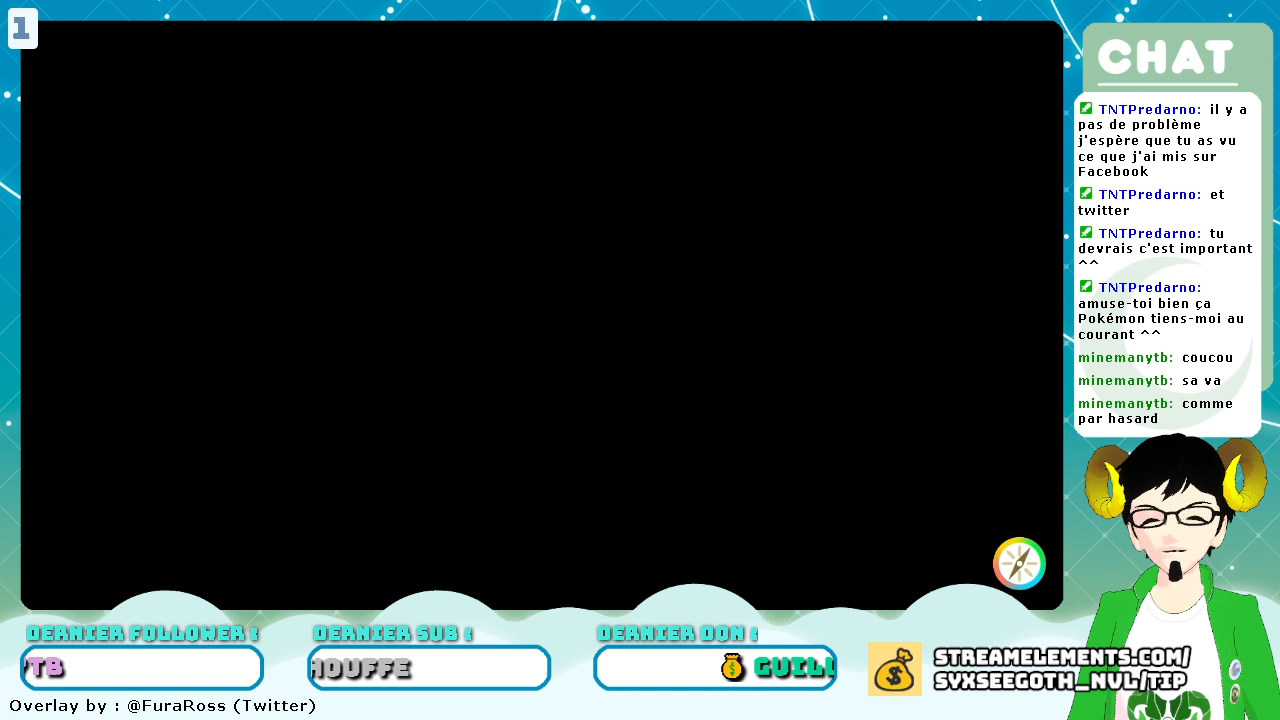 1
CHAT
TNTPredarno: il y a
pas de problème
j'espère que tu as vu
ce que j'ai mis sur
Facebook
TNTPredarno: et
twitter
TNTPredarno: tu
devrais c'est important
^^
TNTPredarno:
amuse-toi bien ça
Pokémon tiens-moi au
courant ^^
minemanytb: coucou
minemanytb: sa va
minemanytb: comme
par hasard
DERNIER FOLLOWER :
DERNIER SUB :
DERNIER DON :
YTB
HOUFFE
GUILL
STREAMELEMENTS.COM/
SYXSEEGOTH_NVL/TIP
Overlay by : @FuraRoss (Twitter)